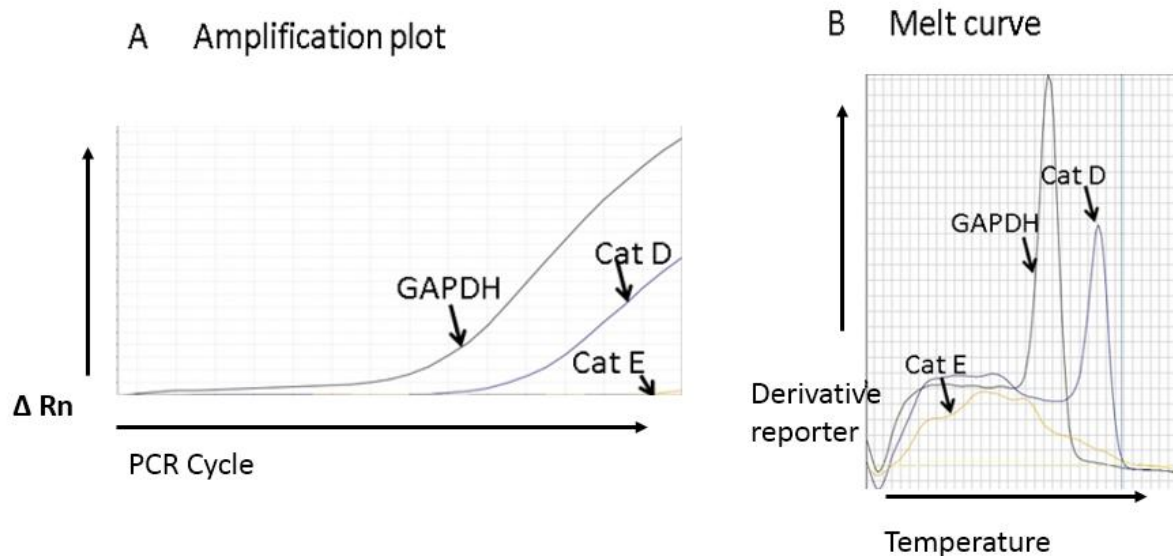 A Amplification plot
GAPDH
Cat D
Cat E
Δ Rn
PCR Cycle
B Melt curve
Cat D
GAPDH
Cat E
Derivative
reporter
Temperature